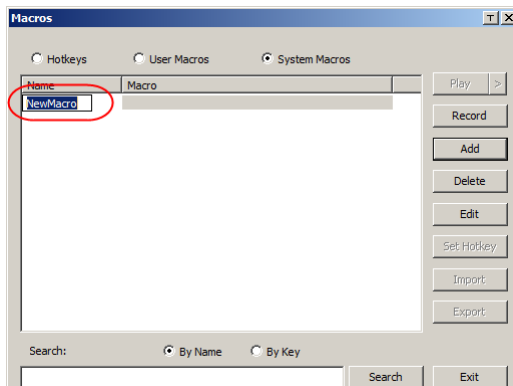 Macros
Hotkeys User Macros System Macros
Name Macro
NewMacro
Play >
Record
Add
Delete
Edit
Set Hotkey
Import
Export
Search: By Name By Key
Search Exit